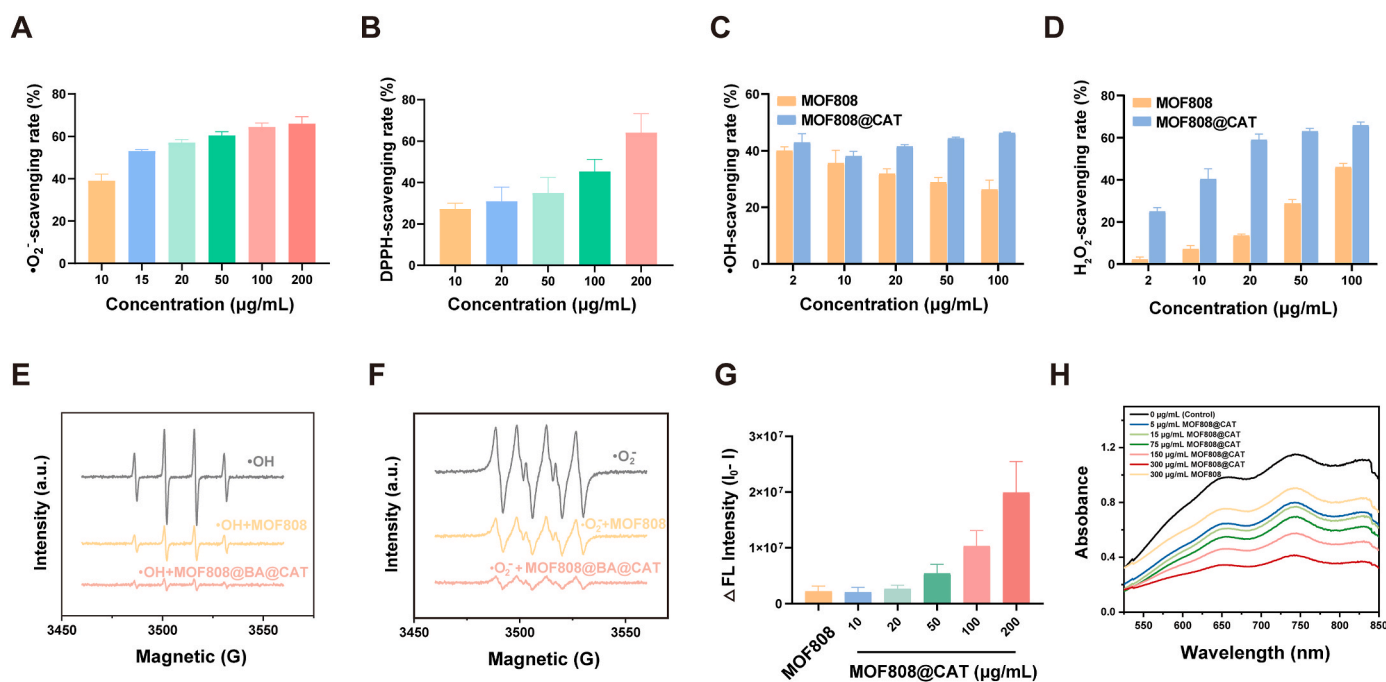 A
•O₂⁻-scavenging rate (%)
80
60
40
20
0
10 15 20 50 100 200
Concentration (µg/mL)
B
DPPH-scavenging rate (%)
80
60
40
20
0
10 20 50 100 200
Concentration (µg/mL)
C
•OH-scavenging rate (%)
60
40
20
0
MOF808
MOF808@CAT
2 10 20 50 100
Concentration (µg/mL)
D
H₂O₂-scavenging rate (%)
80
60
40
20
0
MOF808
MOF808@CAT
2 10 20 50 100
Concentration (µg/mL)
E
Intensity (a.u.)
•OH
•OH+MOF808
•OH+MOF808@BA@CAT
3450 3500 3550
Magnetic (G)
F
Intensity (a.u.)
•O₂⁻
•O₂⁻+MOF808
•O₂⁻+ MOF808@BA@CAT
3450 3500 3550
Magnetic (G)
G
△ FL Intensity (I₀- I)
3×10⁷
2×10⁷
1×10⁷
0
MOF808 10 20 50 100 200
MOF808@CAT (µg/mL)
H
Absobance
1.2
0.8
0.4
0.0
0 µg/mL (Control)
5 µg/mL MOF808@CAT
15 µg/mL MOF808@CAT
75 µg/mL MOF808@CAT
150 µg/mL MOF808@CAT
300 µg/mL MOF808@CAT
300 µg/mL MOF808
550 600 650 700 750 800 850
Wavelength (nm)